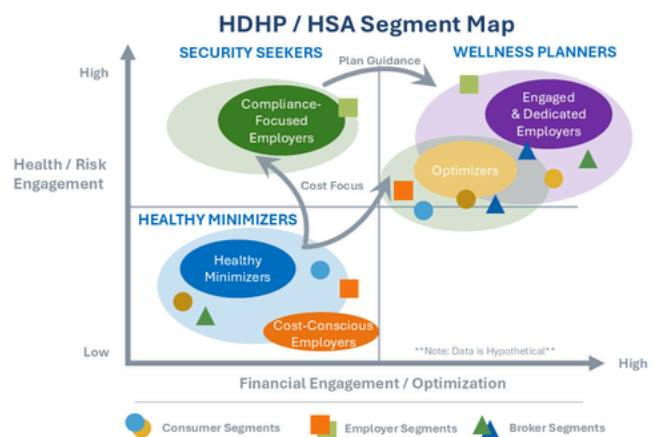 HDHP / HSA Segment Map
SECURITY SEEKERS
WELLNESS PLANNERS
High
Plan Guidance
Compliance-
Focused
Employers
Engaged
& Dedicated
Employers
Health / Risk
Engagement
Optimizers
Cost Focus
HEALTHY MINIMIZERS
Healthy
Minimizers
Cost-Conscious
Employers
Low
**Note: Data is Hypothetical**
High
Financial Engagement / Optimization
Consumer Segments
Employer Segments
Broker Segments